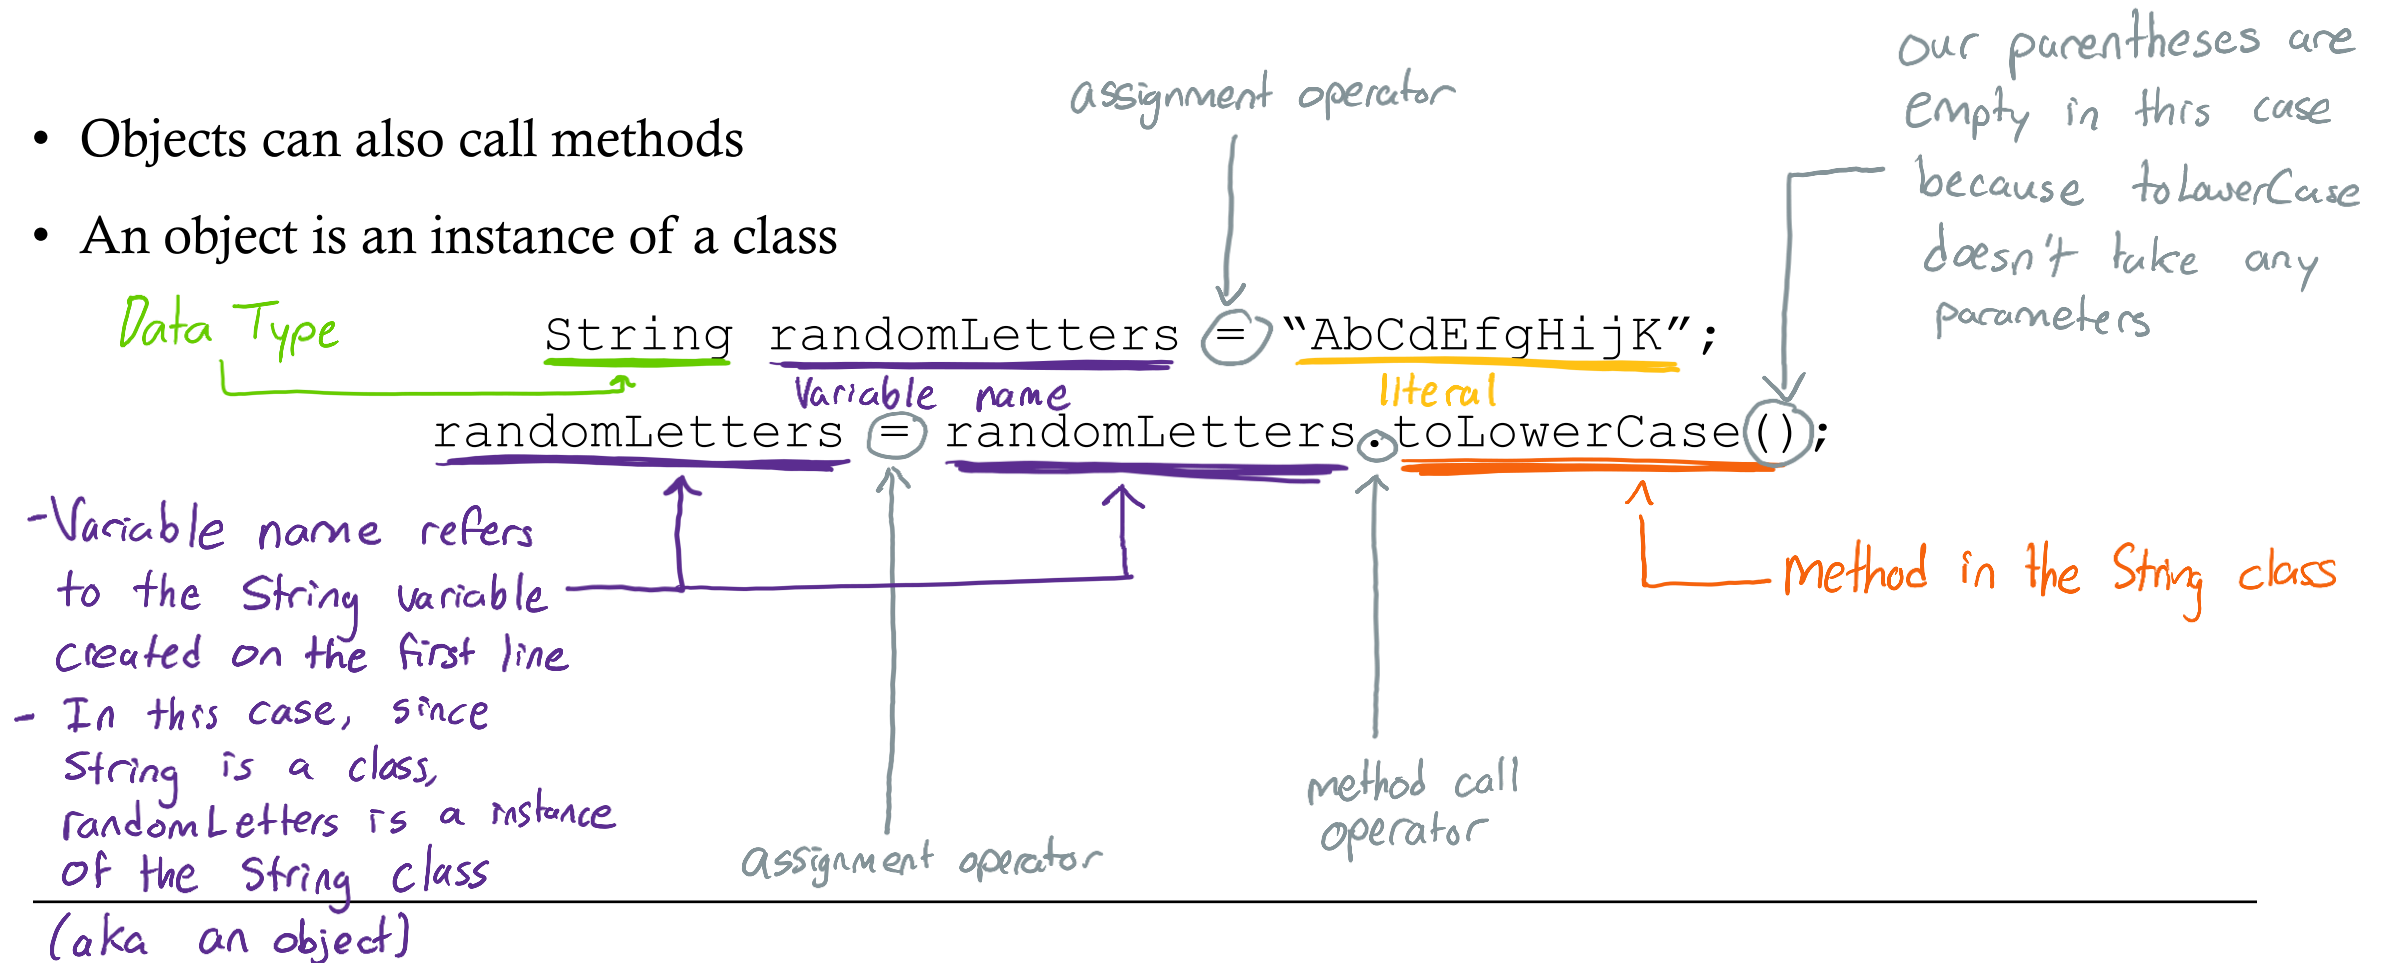 assignment operator
our parentheses are
empty in this case
because toLowerCase
doesn't take any
parameters
• Objects can also call methods
• An object is an instance of a class
Data Type
String randomLetters = “AbCdEfgHijK”;
Variable name
literal
randomLetters = randomLetters.toLowerCase();
-Variable name refers
to the String variable
created on the first line
- In this case, since
String is a class,
randomLetters is a instance
of the String class
(aka an object)
assignment operator
method call
operator
method in the String class